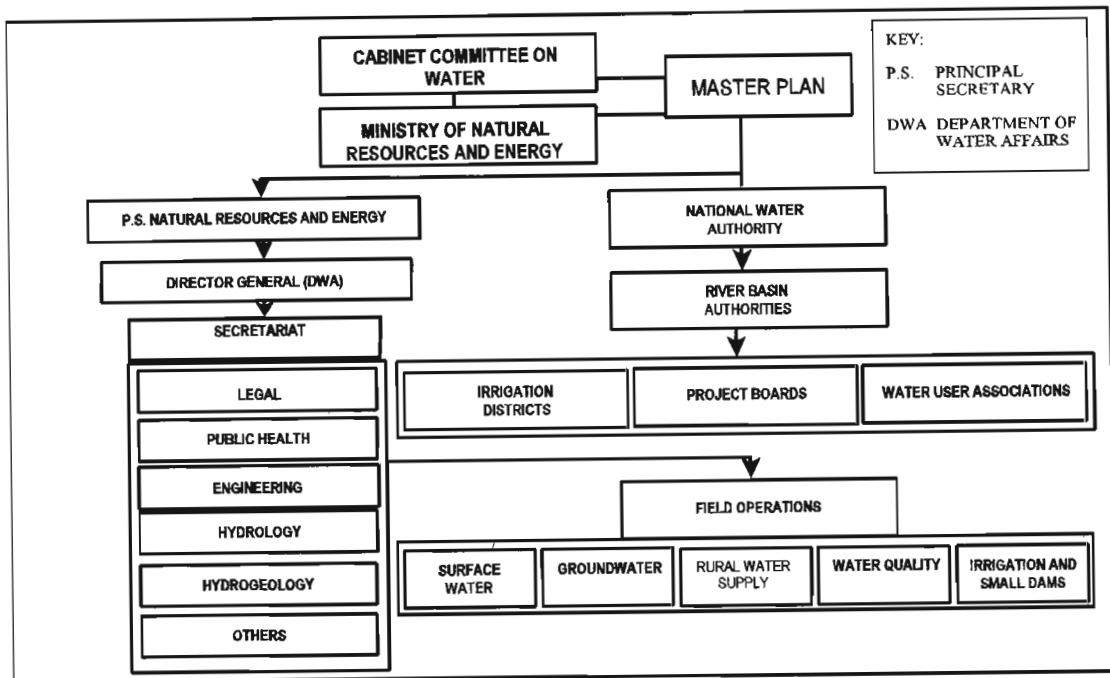 CABINET COMMITTEE ON
WATER
MASTER PLAN
MINISTRY OF NATURAL
RESOURCES AND ENERGY
KEY:
P.S. PRINCIPAL
SECRETARY
DWA DEPARTMENT OF
WATER AFFAIRS
P.S. NATURAL RESOURCES AND ENERGY
NATIONAL WATER
AUTHORITY
DIRECTOR GENERAL (DWA)
RIVER BASIN
AUTHORITIES
SECRETARIAT
LEGAL
PUBLIC HEALTH
ENGINEERING
HYDROLOGY
HYDROGEOLOGY
OTHERS
IRRIGATION
DISTRICTS
PROJECT BOARDS
WATER USER ASSOCIATIONS
FIELD OPERATIONS
SURFACE
WATER
GROUNDWATER
RURAL WATER
SUPPLY
WATER QUALITY
IRRIGATION AND
SMALL DAMS